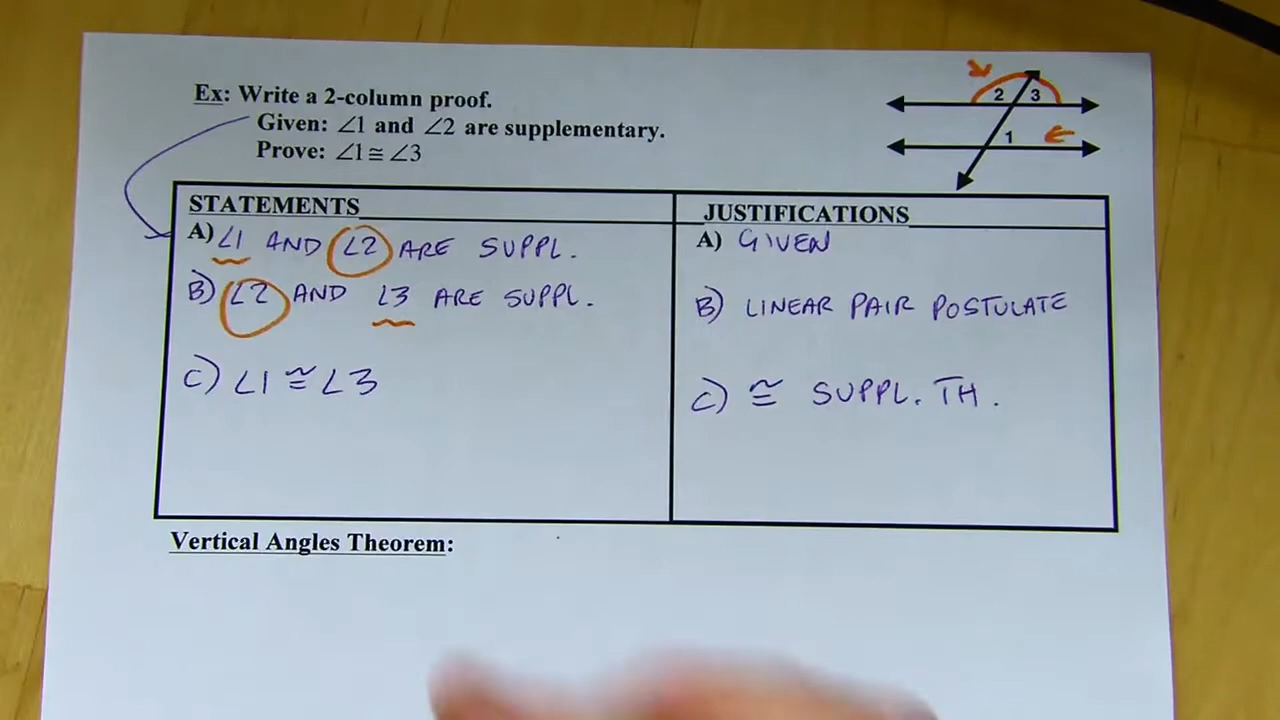 Ex: Write a 2-column proof.
Given: ∠1 and ∠2 are supplementary.
Prove: ∠1 ≅ ∠3
2 3
1
STATEMENTS
JUSTIFICATIONS
A) ∠1 AND ∠2 ARE SUPPL.
A) GIVEN
B) ∠2 AND ∠3 ARE SUPPL.
B) LINEAR PAIR POSTULATE
C) ∠1 ≅ ∠3
C) ≅ SUPPL. TH.
Vertical Angles Theorem: